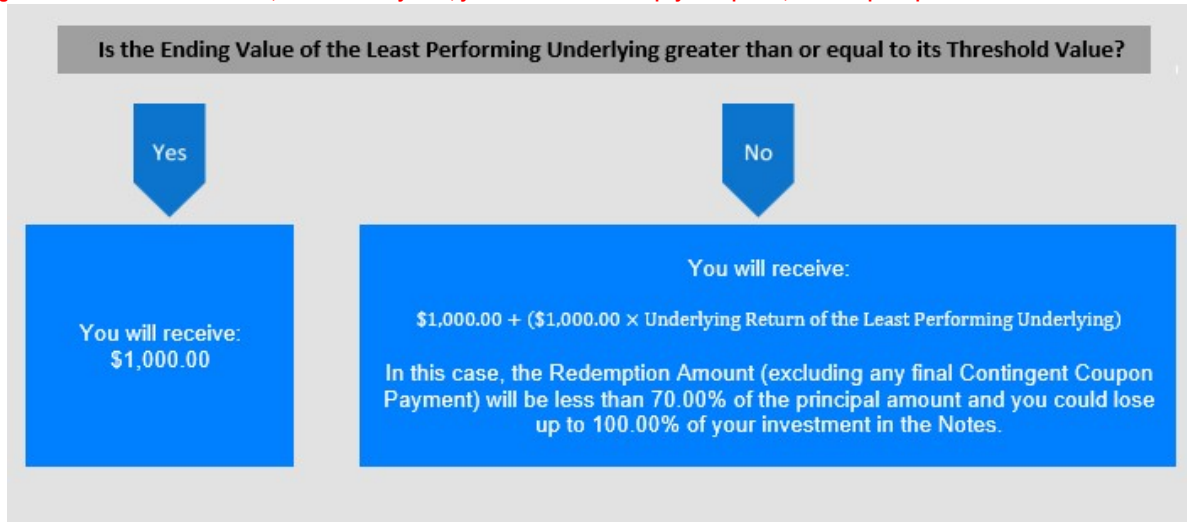 Is the Ending Value of the Least Performing Underlying greater than or equal to its Threshold Value?
Yes
No
You will receive:
$1,000.00
You will receive:
$1,000.00 + ($1,000.00 × Underlying Return of the Least Performing Underlying)
In this case, the Redemption Amount (excluding any final Contingent Coupon
Payment) will be less than 70.00% of the principal amount and you could lose
up to 100.00% of your investment in the Notes.